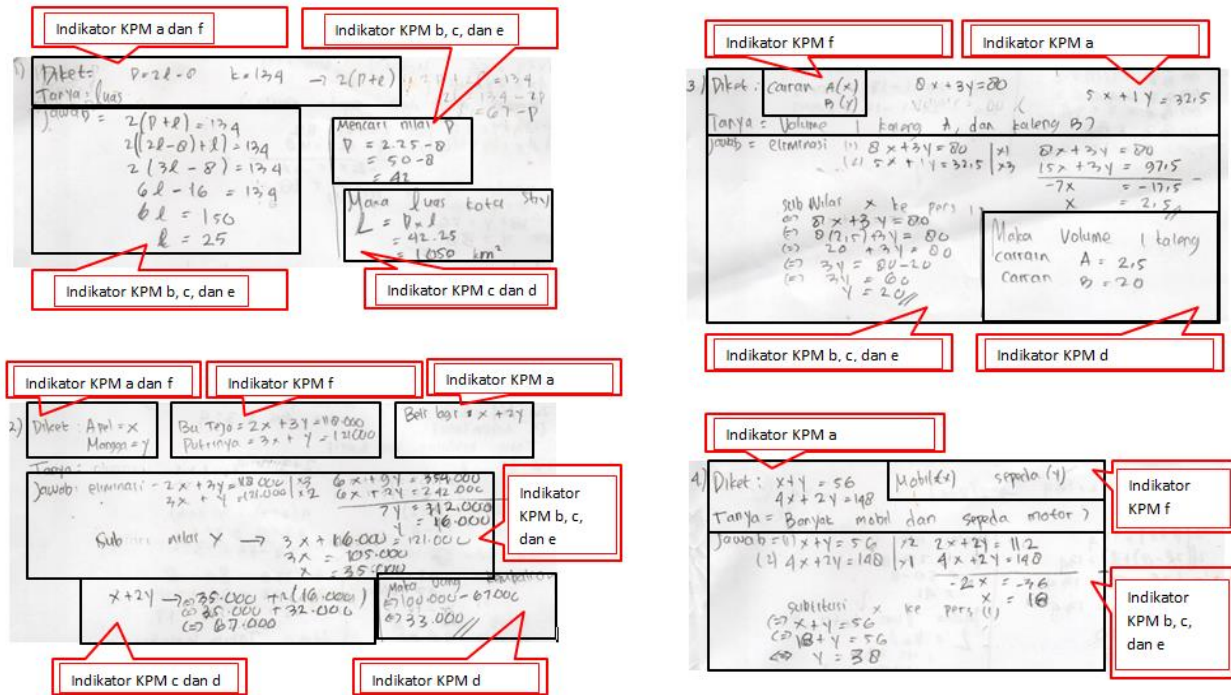 Indikator KPM a dan f
Indikator KPM b, c, dan e
1) Diket: P=2l-8 k=134 → 2(P+l)
Tanya: luas
Jawab = 2(P+l)=134
2((2l-8)+l)=134
2(3l-8)=134
6l-16=134
6l=150
l=25
Mencari nilai P
P=2.25-8
=50-8
=42
Maka luas kota
L=P×l
=42.25
=1050 km²
Indikator KPM b, c, dan e
Indikator KPM c dan d
Indikator KPM a dan f
Indikator KPM f
Indikator KPM a
2) Diket: Apel=x
Mangga=y
Bu Tejo=2x+3y=118.000
Putrinya=3x+y=121.000
Beli lagi x+2y
Tanya:
Jawab: eliminasi - 2x+3y=118.000 |x3 6x+9y=354.000
3x+y=121.000 |x2 6x+2y=242.000
7y=112.000
y=16.000
nilai y → 3x+16.000=121.000
3x=105.000
x=35.000
Indikator
KPM b, c,
dan e
x+2y → 35.000+2(16.000)
⇔ 35.000+32.000
⇔ 67.000
Maka uang
⇔ 100.000-67.000
⇔ 33.000
Indikator KPM c dan d
Indikator KPM d
Indikator KPM f
Indikator KPM a
3) Diket: cairan A(x)
B(y)
8x+3y=80
5x+1y=32,5
Tanya = Volume 1 kaleng A, dan kaleng B?
Jawab = eliminasi (1) 8x+3y=80 |x1 8x+3y=80
(2) 5x+1y=32,5 |x3 15x+3y=97,5
-7x = -17,5
x = 2,5
Sub nilai x ke pers 1
⇔ 8x+3y=80
⇔ 8(2,5)+3y=80
⇔ 20+3y=80
⇔ 3y=80-20
⇔ 3y=60
y=20
Maka Volume 1 kaleng
cairan A=2,5
cairan B=20
Indikator KPM b, c, dan e
Indikator KPM d
Indikator KPM a
4) Diket: x+y=56
4x+2y=148
Mobil(x) sepeda (y)
Indikator
KPM f
Tanya = Banyak mobil dan sepeda motor?
Jawab=(1) x+y=56 |x2 2x+2y=112
(2) 4x+2y=148 |x1 4x+2y=148
-2x = -36
x = 18
Substitusi x ke pers (1)
⇔ x+y=56
⇔ 18+y=56
⇔ y=38
Indikator
KPM b, c,
dan e